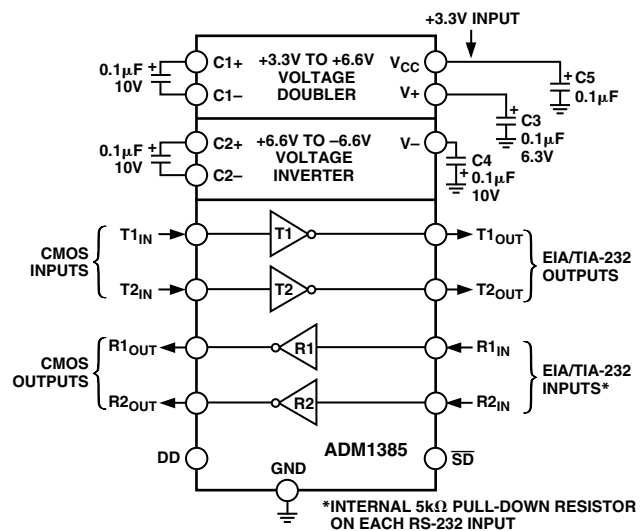 +3.3V INPUT
0.1µF
10V
+
C1+
C1–
+3.3V TO +6.6V
VOLTAGE
DOUBLER
VCC
V+
+
C5
0.1µF
+
C3
0.1µF
6.3V
0.1µF
10V
+
C2+
C2–
+6.6V TO –6.6V
VOLTAGE
INVERTER
V–
+
C4
0.1µF
10V
CMOS
INPUTS
T1IN
T2IN
T1
T2
T1OUT
T2OUT
EIA/TIA-232
OUTPUTS
CMOS
OUTPUTS
R1OUT
R2OUT
R1
R2
R1IN
R2IN
EIA/TIA-232
INPUTS*
DD
GND
ADM1385
SD
*INTERNAL 5kΩ PULL-DOWN RESISTOR
ON EACH RS-232 INPUT